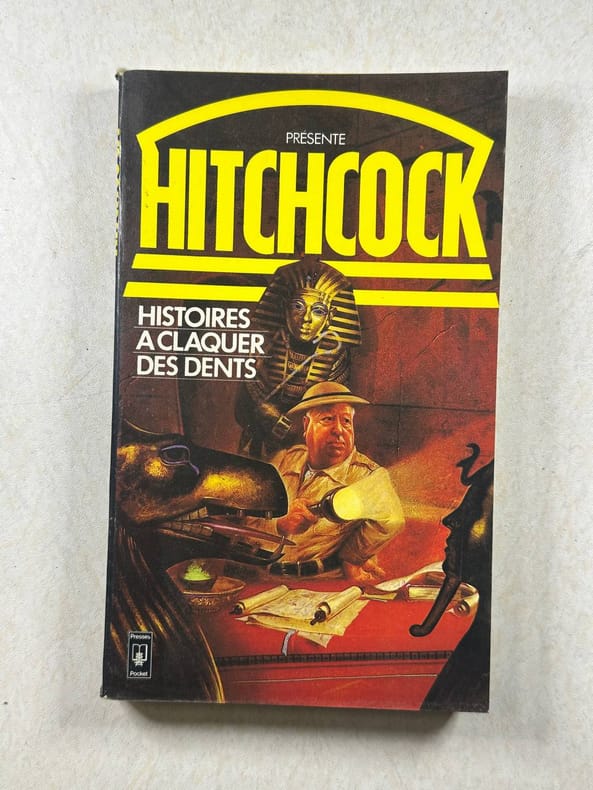 PRÉSENTE
HITCHCOCK
HISTOIRES
A CLAQUER
DES DENTS
Presses
Pocket